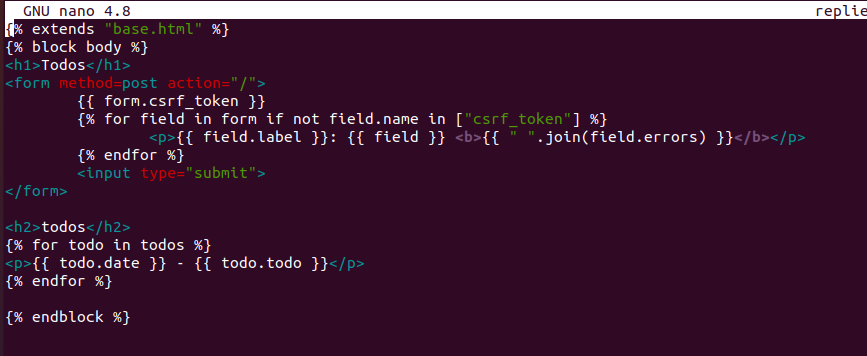 GNU nano 4.8 replie
{% extends "base.html" %}
{% block body %}
<h1>Todos</h1>
<form method=post action="/">
        {{ form.csrf_token }}
        {% for field in form if not field.name in ["csrf_token"] %}
                <p>{{ field.label }}: {{ field }} <b>{{ " ".join(field.errors) }}</b></p>
        {% endfor %}
        <input type="submit">
</form>

<h2>todos</h2>
{% for todo in todos %}
<p>{{ todo.date }} - {{ todo.todo }}</p>
{% endfor %}

{% endblock %}